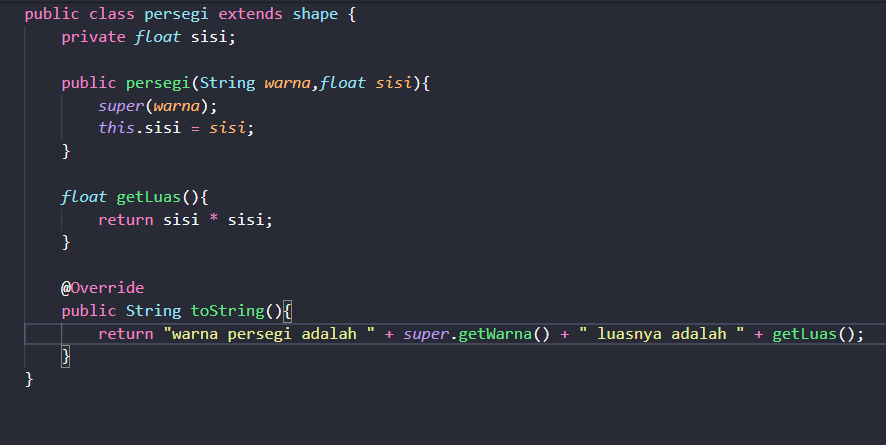 public class persegi extends shape {
private float sisi;
public persegi(String warna,float sisi){
super(warna);
this.sisi = sisi;
}
float getLuas(){
return sisi * sisi;
}
@Override
public String toString(){
return "warna persegi adalah " + super.getWarna() + " luasnya adalah " + getLuas();
}
}